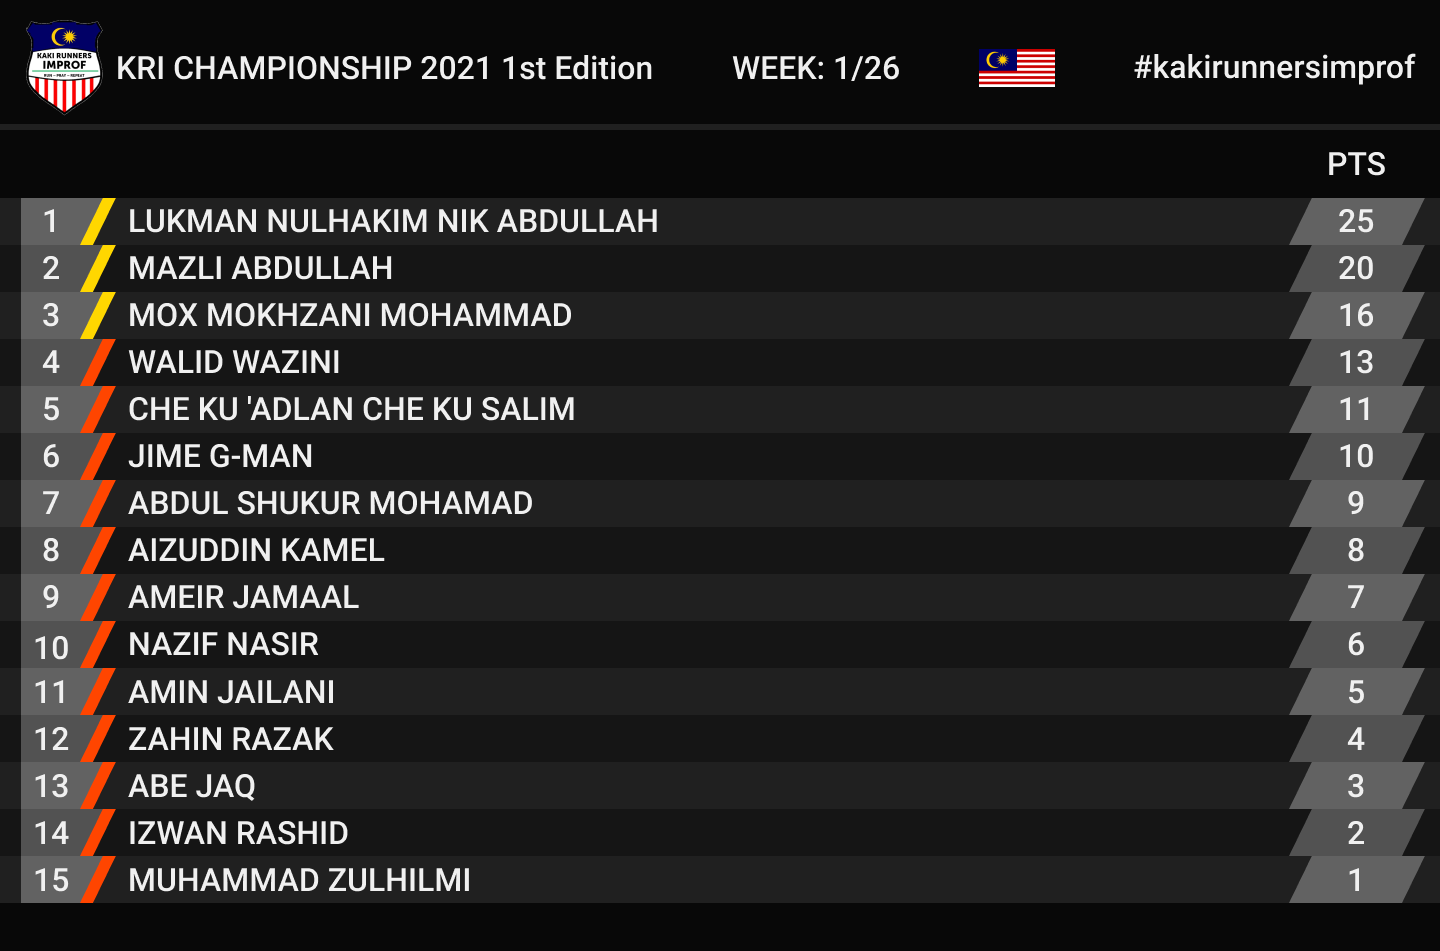 KAKI RUNNERS
IMPROF
RUN - PRAY - REPEAT
KRI CHAMPIONSHIP 2021 1st Edition
WEEK: 1/26
#kakirunnersimprof
PTS
1 LUKMAN NULHAKIM NIK ABDULLAH 25
2 MAZLI ABDULLAH 20
3 MOX MOKHZANI MOHAMMAD 16
4 WALID WAZINI 13
5 CHE KU 'ADLAN CHE KU SALIM 11
6 JIME G-MAN 10
7 ABDUL SHUKUR MOHAMAD 9
8 AIZUDDIN KAMEL 8
9 AMEIR JAMAAL 7
10 NAZIF NASIR 6
11 AMIN JAILANI 5
12 ZAHIN RAZAK 4
13 ABE JAQ 3
14 IZWAN RASHID 2
15 MUHAMMAD ZULHILMI 1